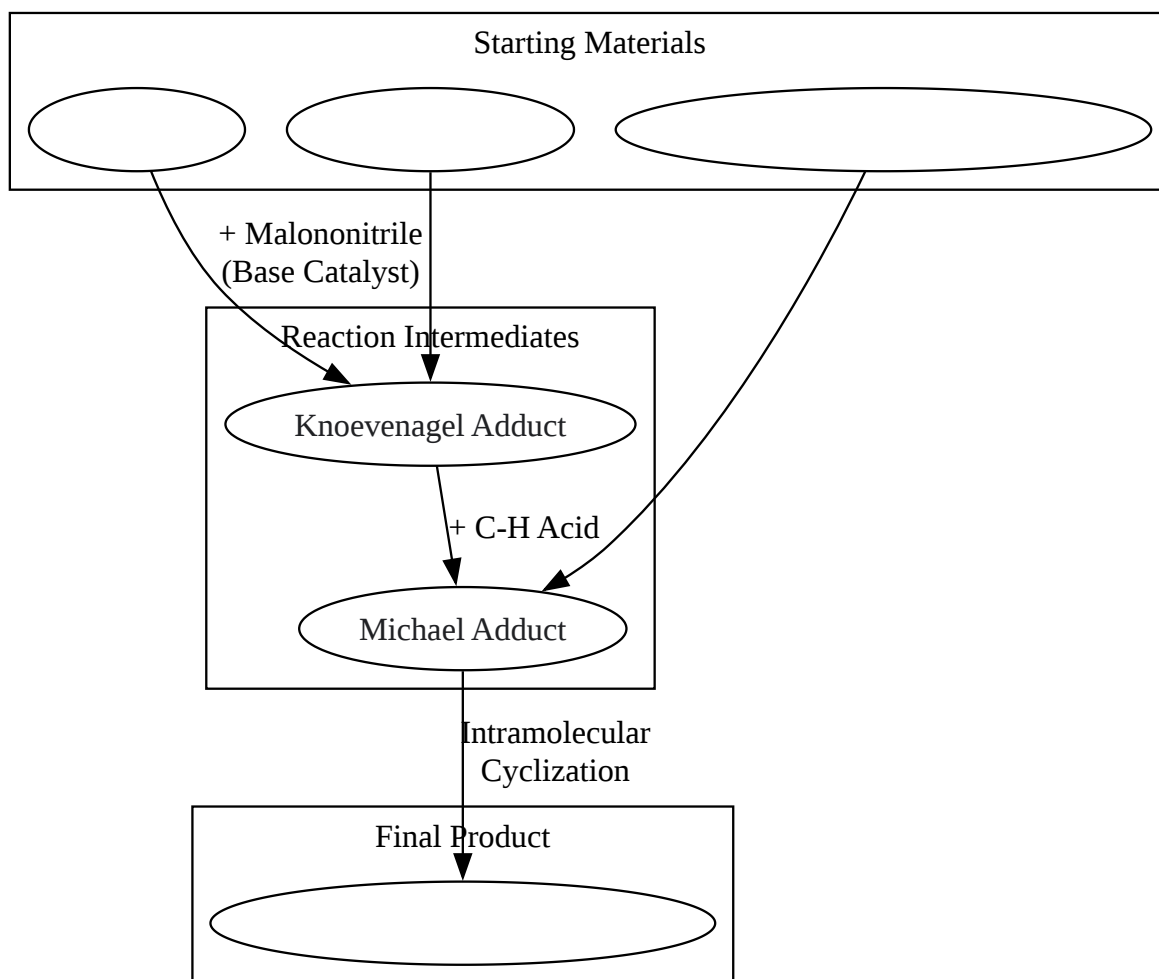 Starting Materials
+ Malononitrile
(Base Catalyst)
Reaction Intermediates
Knoevenagel Adduct
+ C-H Acid
Michael Adduct
Intramolecular
Cyclization
Final Product